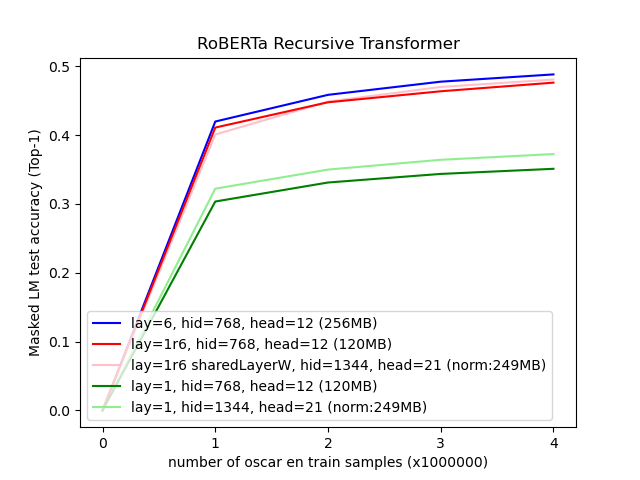 RoBERTa Recursive Transformer
Masked LM test accuracy (Top-1)
0.5
0.4
0.3
0.2
0.1
0.0
lay=6, hid=768, head=12 (256MB)
lay=1r6, hid=768, head=12 (120MB)
lay=1r6 sharedLayerW, hid=1344, head=21 (norm:249MB)
lay=1, hid=768, head=12 (120MB)
lay=1, hid=1344, head=21 (norm:249MB)
0 1 2 3 4
number of oscar en train samples (x1000000)